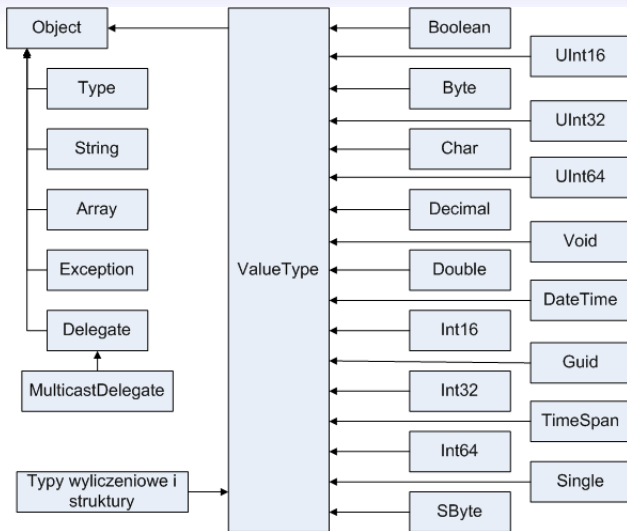 Object
Type
String
Array
Exception
Delegate
MulticastDelegate
Typy wyliczeniowe i
struktury
ValueType
Boolean
UInt16
Byte
UInt32
Char
UInt64
Decimal
Void
Double
DateTime
Int16
Guid
Int32
TimeSpan
Int64
Single
SByte